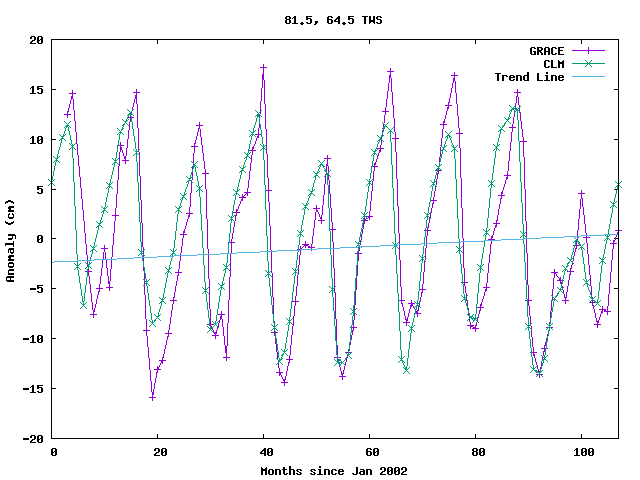 81.5, 64.5 TWS
GRACE
CLM
Trend Line
20
15
10
5
0
-5
-10
-15
-20
Anomaly (cm)
0 20 40 60 80 100
Months since Jan 2002